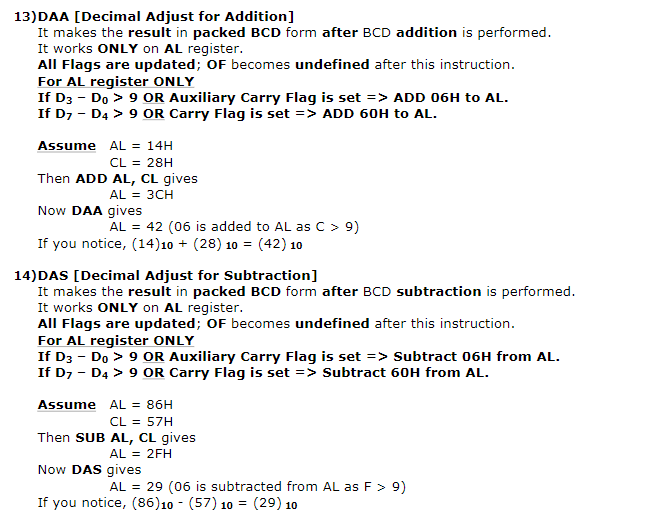 13)DAA [Decimal Adjust for Addition]
It makes the result in packed BCD form after BCD addition is performed.
It works ONLY on AL register.
All Flags are updated; OF becomes undefined after this instruction.
For AL register ONLY
If D3 – D0 > 9 OR Auxiliary Carry Flag is set => ADD 06H to AL.
If D7 – D4 > 9 OR Carry Flag is set => ADD 60H to AL.
Assume AL = 14H
CL = 28H
Then ADD AL, CL gives
AL = 3CH
Now DAA gives
AL = 42 (06 is added to AL as C > 9)
If you notice, (14)10 + (28) 10 = (42) 10
14)DAS [Decimal Adjust for Subtraction]
It makes the result in packed BCD form after BCD subtraction is performed.
It works ONLY on AL register.
All Flags are updated; OF becomes undefined after this instruction.
For AL register ONLY
If D3 – D0 > 9 OR Auxiliary Carry Flag is set => Subtract 06H from AL.
If D7 – D4 > 9 OR Carry Flag is set => Subtract 60H from AL.
Assume AL = 86H
CL = 57H
Then SUB AL, CL gives
AL = 2FH
Now DAS gives
AL = 29 (06 is subtracted from AL as F > 9)
If you notice, (86)10 - (57) 10 = (29) 10